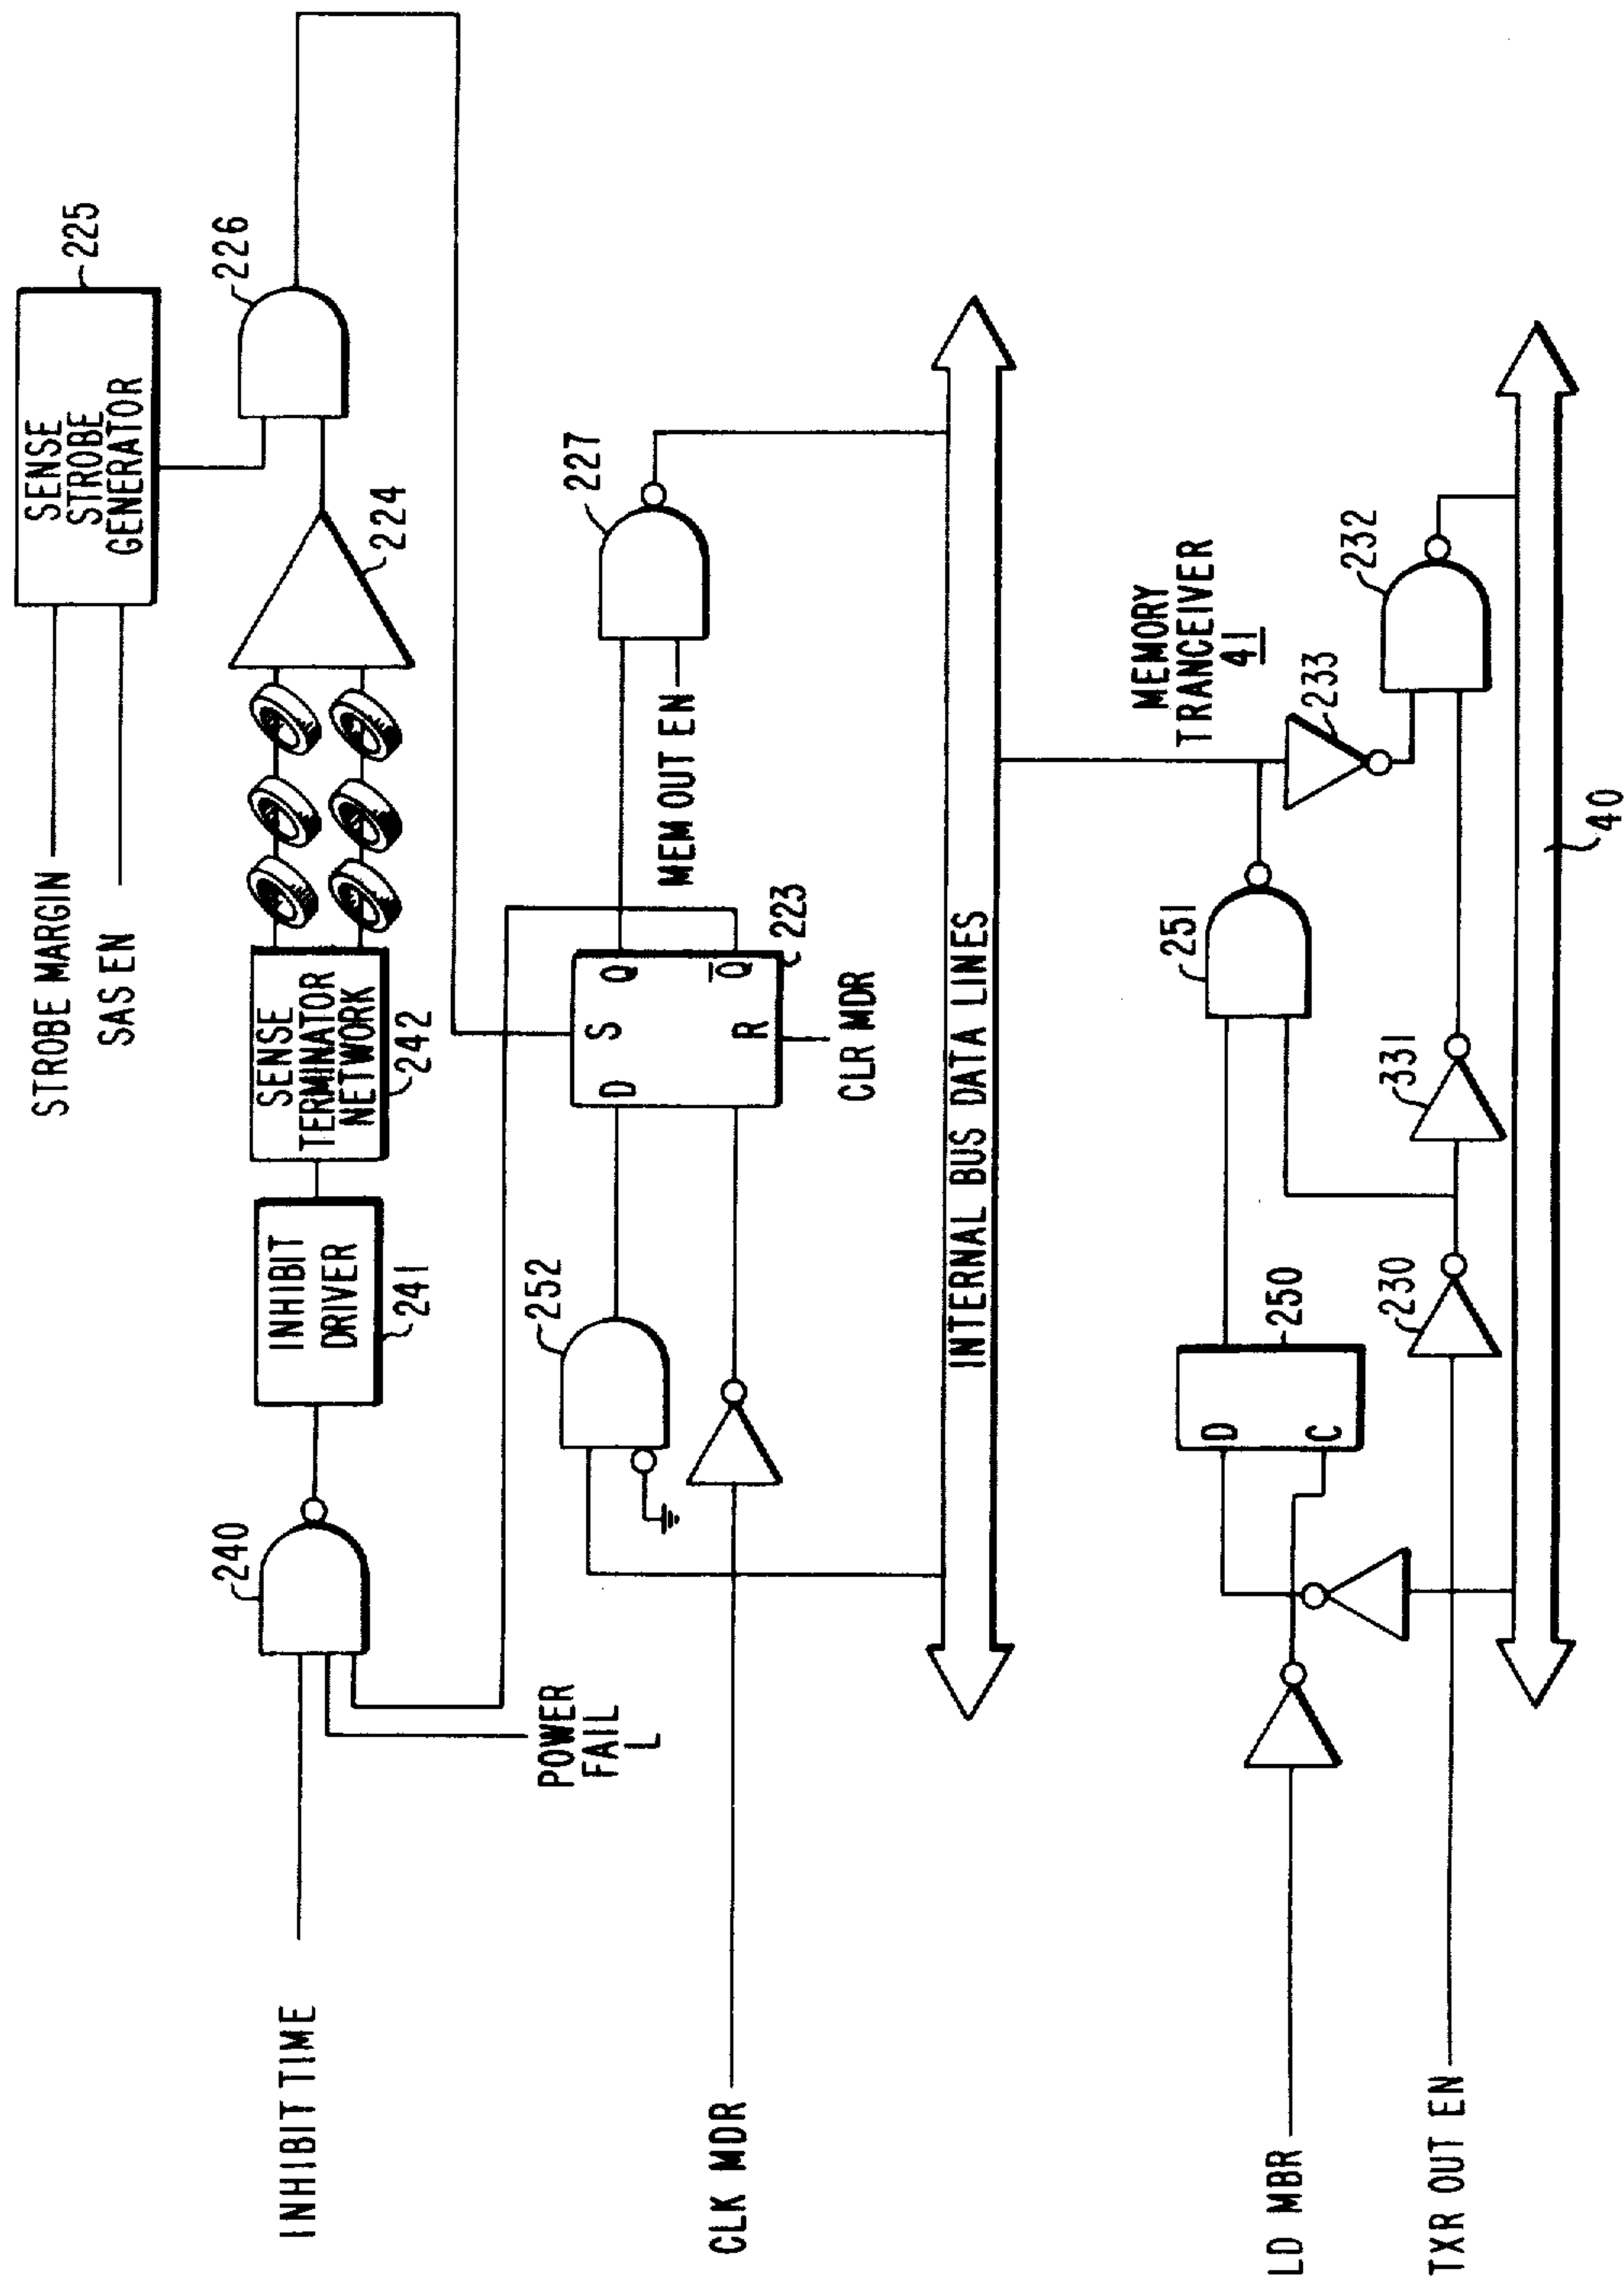 STROBE MARGIN
SAS EN
SENSE
STROBE
GENERATOR
225
226
224
SENSE
TERMINATOR
NETWORK
242
INHIBIT
DRIVER
241
240
INHIBIT TIME
POWER
FAIL
L
252
D
S
Q
Q̅
R
223
CLR MDR
CLK MDR
MEM OUT EN
227
INTERNAL BUS DATA LINES
MEMORY
TRANCEIVER
41
233
232
251
331
230
D
C
250
LD MBR
TXR OUT EN
40